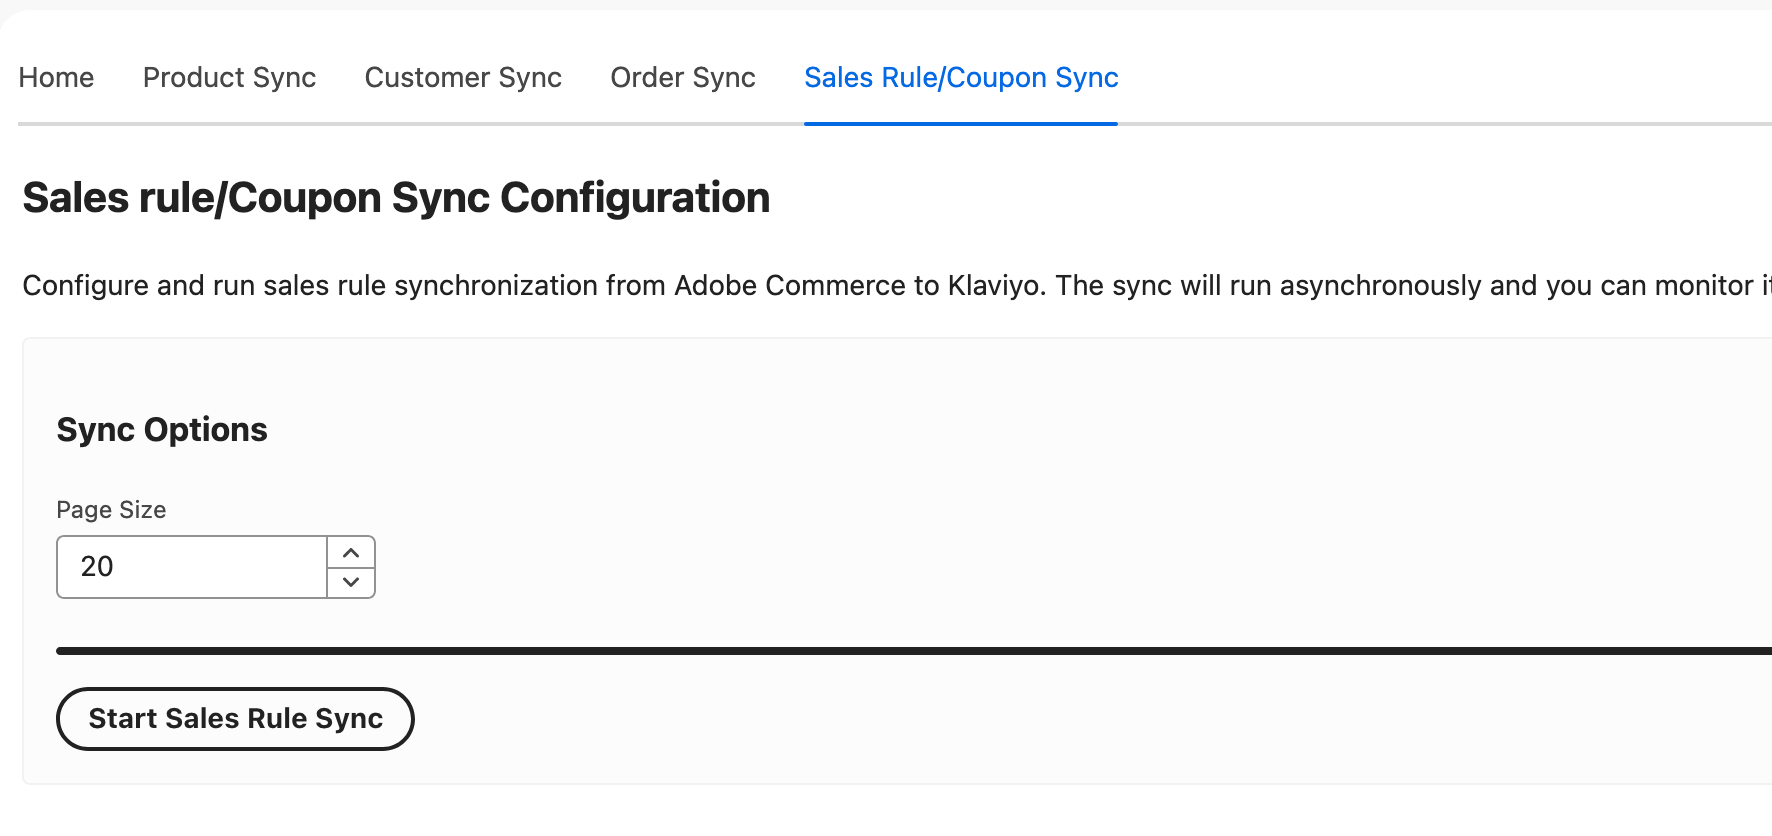 Home Product Sync Customer Sync Order Sync Sales Rule/Coupon Sync
Sales rule/Coupon Sync Configuration
Configure and run sales rule synchronization from Adobe Commerce to Klaviyo. The sync will run asynchronously and you can monitor
Sync Options
Page Size
20
Start Sales Rule Sync